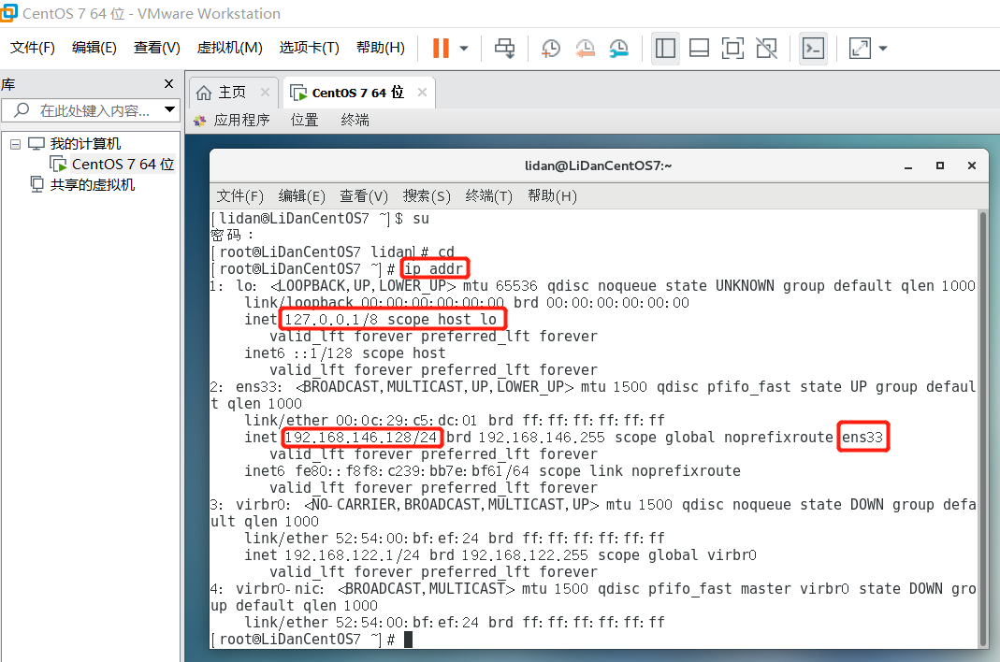 CentOS 7 64 位 - VMware Workstation
文件(F) 编辑(E) 查看(V) 虚拟机(M) 选项卡(T) 帮助(H)
库
主页 CentOS 7 64 位
在此处键入内容...
应用程序 位置 终端
我的计算机
CentOS 7 64 位
共享的虚拟机
lidan@LiDanCentOS7:~
文件(F) 编辑(E) 查看(V) 搜索(S) 终端(T) 帮助(H)
[lidan@LiDanCentOS7 ~]$ su
密码：
[root@LiDanCentOS7 lidan]# cd
[root@LiDanCentOS7 ~]# ip addr
1: lo: <LOOPBACK,UP,LOWER_UP> mtu 65536 qdisc noqueue state UNKNOWN group default qlen 1000
link/loopback 00:00:00:00:00:00 brd 00:00:00:00:00:00
inet 127.0.0.1/8 scope host lo
valid_lft forever preferred_lft forever
inet6 ::1/128 scope host
valid_lft forever preferred_lft forever
2: ens33: <BROADCAST,MULTICAST,UP,LOWER_UP> mtu 1500 qdisc pfifo_fast state UP group defaul
t qlen 1000
link/ether 00:0c:29:c5:dc:01 brd ff:ff:ff:ff:ff:ff
inet 192.168.146.128/24 brd 192.168.146.255 scope global noprefixroute ens33
valid_lft forever preferred_lft forever
inet6 fe80::f8f8:c239:bb7e:bf61/64 scope link noprefixroute
valid_lft forever preferred_lft forever
3: virbr0: <NO-CARRIER,BROADCAST,MULTICAST,UP> mtu 1500 qdisc noqueue state DOWN group defa
ult qlen 1000
link/ether 52:54:00:bf:ef:24 brd ff:ff:ff:ff:ff:ff
inet 192.168.122.1/24 brd 192.168.122.255 scope global virbr0
valid_lft forever preferred_lft forever
4: virbr0-nic: <BROADCAST,MULTICAST> mtu 1500 qdisc pfifo_fast master virbr0 state DOWN gro
up default qlen 1000
link/ether 52:54:00:bf:ef:24 brd ff:ff:ff:ff:ff:ff
[root@LiDanCentOS7 ~]#